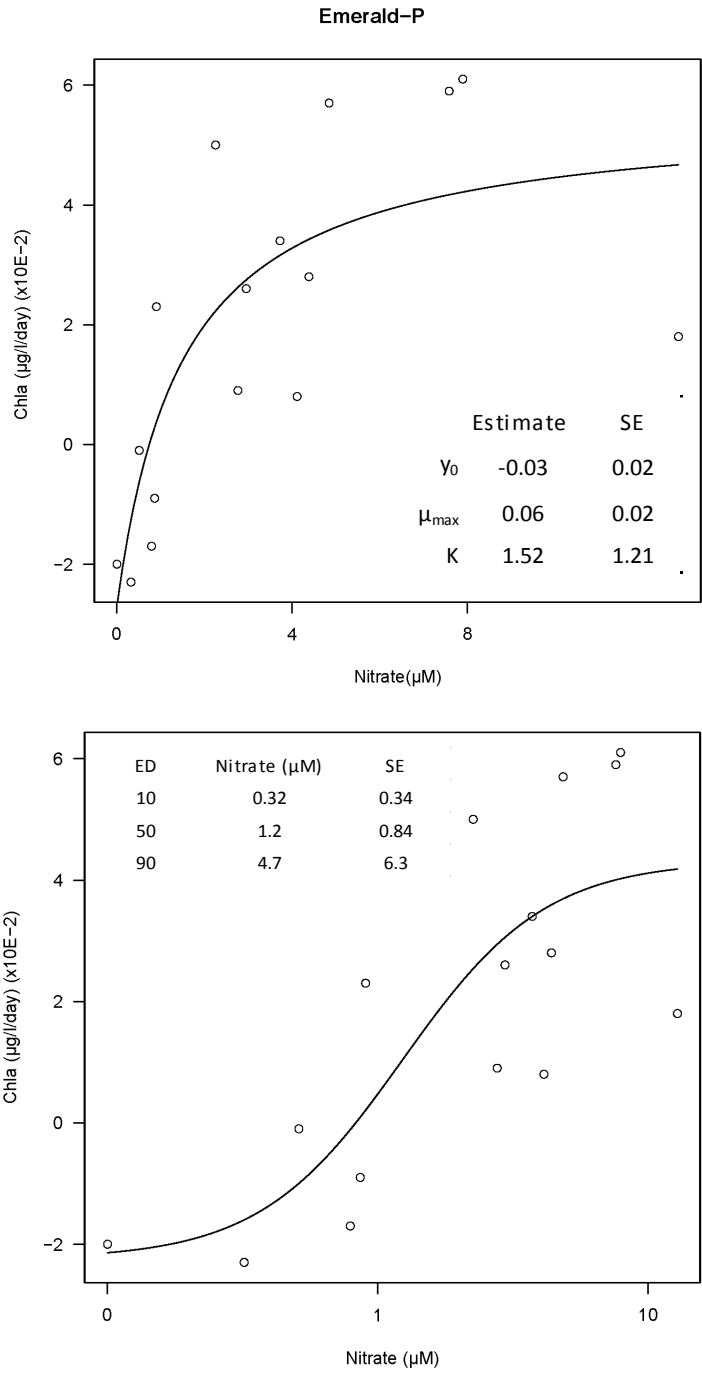 Emerald−P
6
4
2
0
−2
Chla (µg/l/day) (x10E−2)
Estimate SE
y0 -0.03 0.02
µmax 0.06 0.02
K 1.52 1.21
0 4 8
Nitrate(µM)
6
4
2
0
−2
Chla (µg/l/day) (x10E−2)
ED Nitrate (µM) SE
10 0.32 0.34
50 1.2 0.84
90 4.7 6.3
0 1 10
Nitrate (µM)